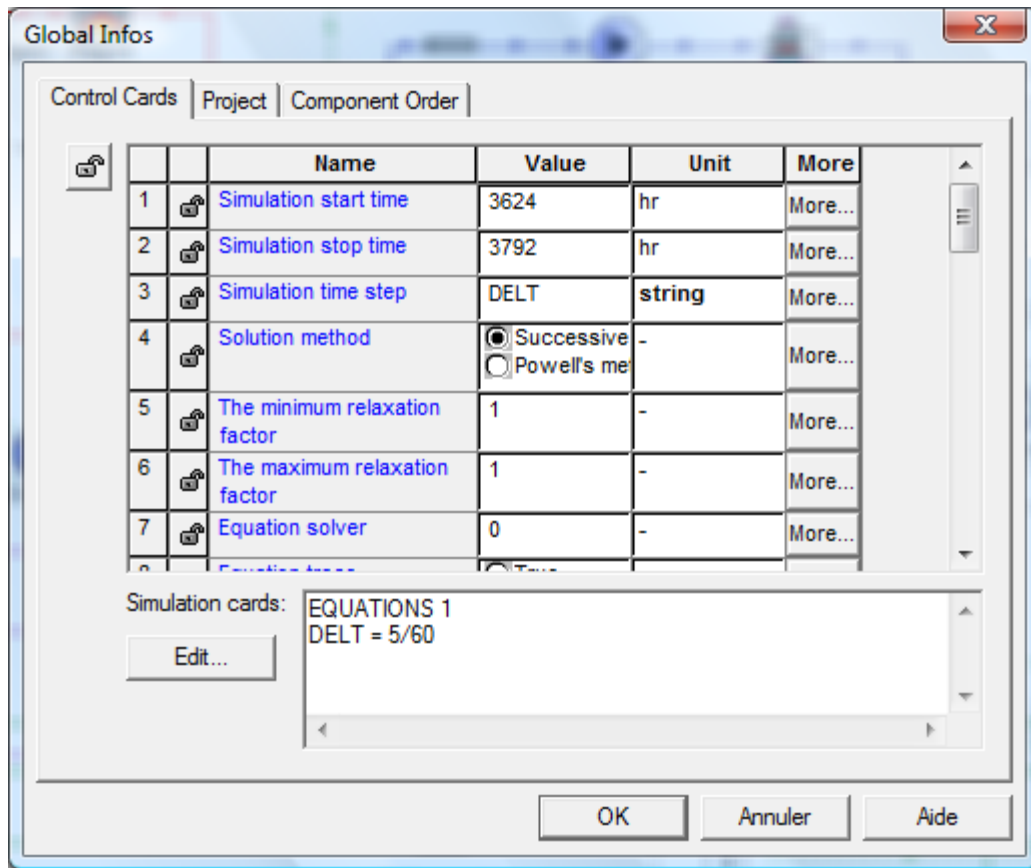 Global Infos
Control Cards
Project
Component Order
Name Value Unit More
1 Simulation start time 3624 hr More...
2 Simulation stop time 3792 hr More...
3 Simulation time step DELT string More...
4 Solution method Successive -
Powell's me More...
5 The minimum relaxation 1 -
factor More...
6 The maximum relaxation 1 -
factor More...
7 Equation solver 0 - More...
Simulation cards:
EQUATIONS 1
DELT = 5/60
Edit...
OK Annuler Aide